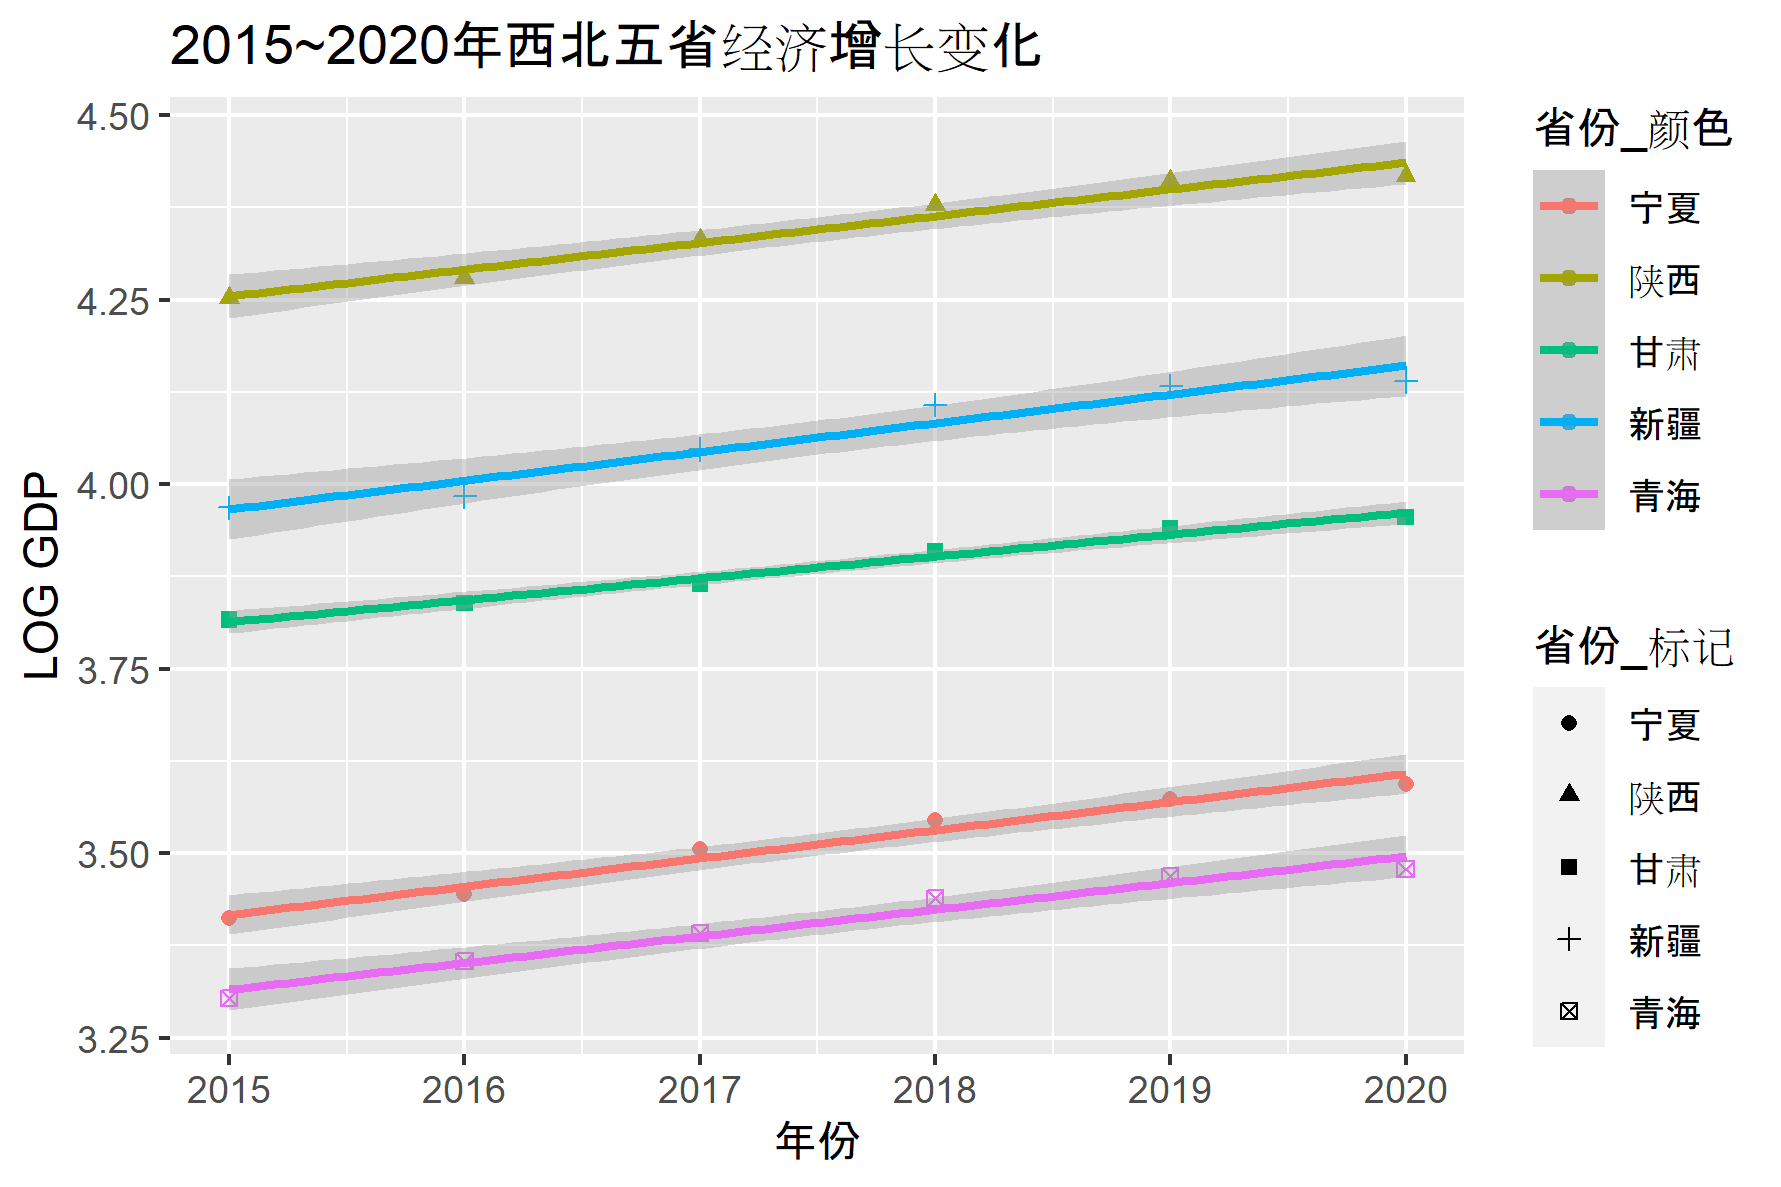 2015~2020年西北五省经济增长变化
4.50
4.25
4.00
3.75
3.50
3.25
LOG GDP
2015 2016 2017 2018 2019 2020
年份
省份_颜色
宁夏
陕西
甘肃
新疆
青海
省份_标记
宁夏
陕西
甘肃
新疆
青海